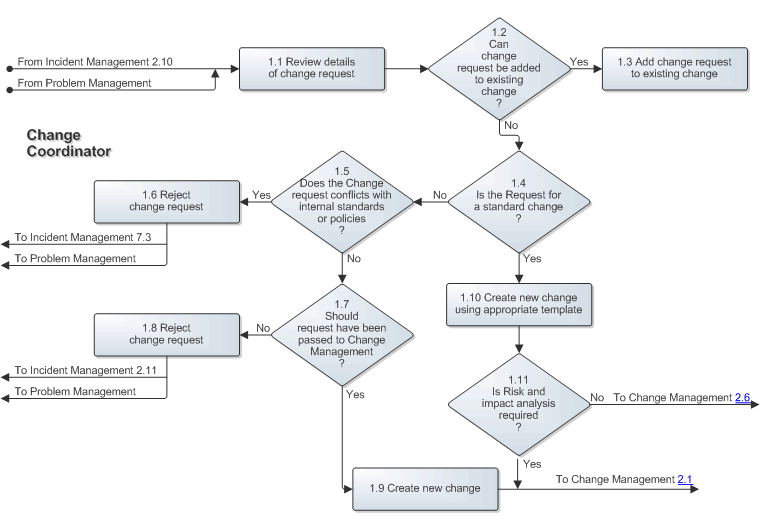 1.2
Can
change
request be added
to existing
change
?
From Incident Management 2.10
From Problem Management
1.1 Review details
of change request
Yes
1.3 Add change request
to existing change
No
Change
Coordinator
1.4
Is the Request for
a standard change
?
No
1.5
Does the Change
request conflicts with
internal standards
or policies
?
Yes
1.6 Reject
change request
To Incident Management 7.3
To Problem Management
No
Yes
1.7
Should
request have been
passed to Change
Management
?
No
1.8 Reject
change request
To Incident Management 2.11
To Problem Management
Yes
1.10 Create new change
using appropriate template
1.11
Is Risk and
impact analysis
required
?
No To Change Management 2.6
Yes
1.9 Create new change
To Change Management 2.1